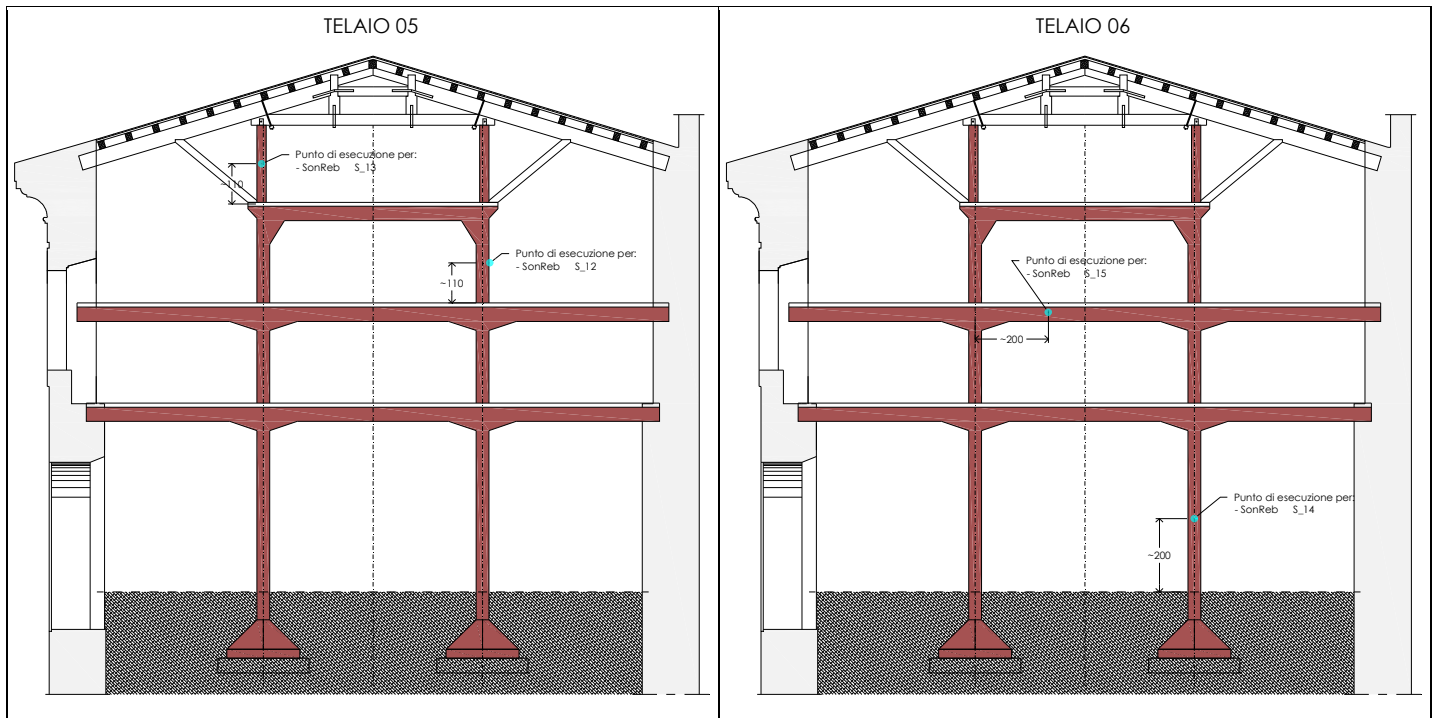 TELAIO 05
Punto di esecuzione per:
- SonReb S_13
~110
Punto di esecuzione per:
- SonReb S_12
~110
TELAIO 06
Punto di esecuzione per:
- SonReb S_15
~200
Punto di esecuzione per:
- SonReb S_14
~200